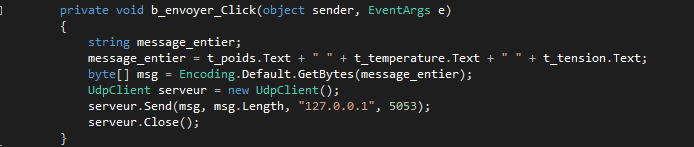 private void b_envoyer_Click(object sender, EventArgs e)
{
string message_entier;
message_entier = t_poids.Text + " " + t_temperature.Text + " " + t_tension.Text;
byte[] msg = Encoding.Default.GetBytes(message_entier);
UdpClient serveur = new UdpClient();
serveur.Send(msg, msg.Length, "127.0.0.1", 5053);
serveur.Close();
}